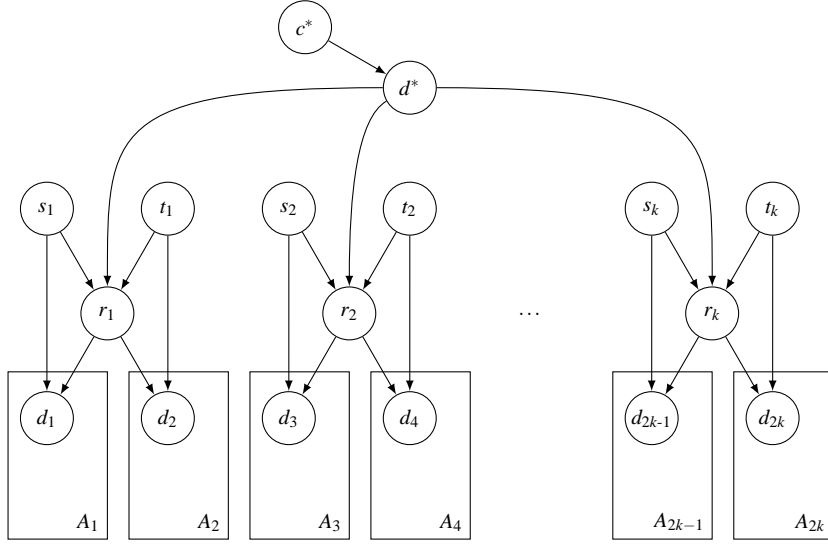 c*
d*
s₁ t₁ s₂ t₂ sₖ tₖ
r₁ r₂ … rₖ
d₁ d₂ d₃ d₄ d₂ₖ₋₁ d₂ₖ
A₁ A₂ A₃ A₄ A₂ₖ₋₁ A₂ₖ